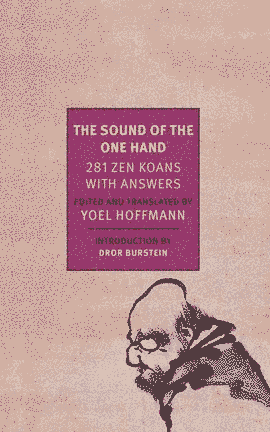 THE SOUND OF THE
ONE HAND
281 ZEN KOANS
WITH ANSWERS
EDITED AND TRANSLATED BY
YOEL HOFFMANN
INTRODUCTION BY
DROR BURSTEIN